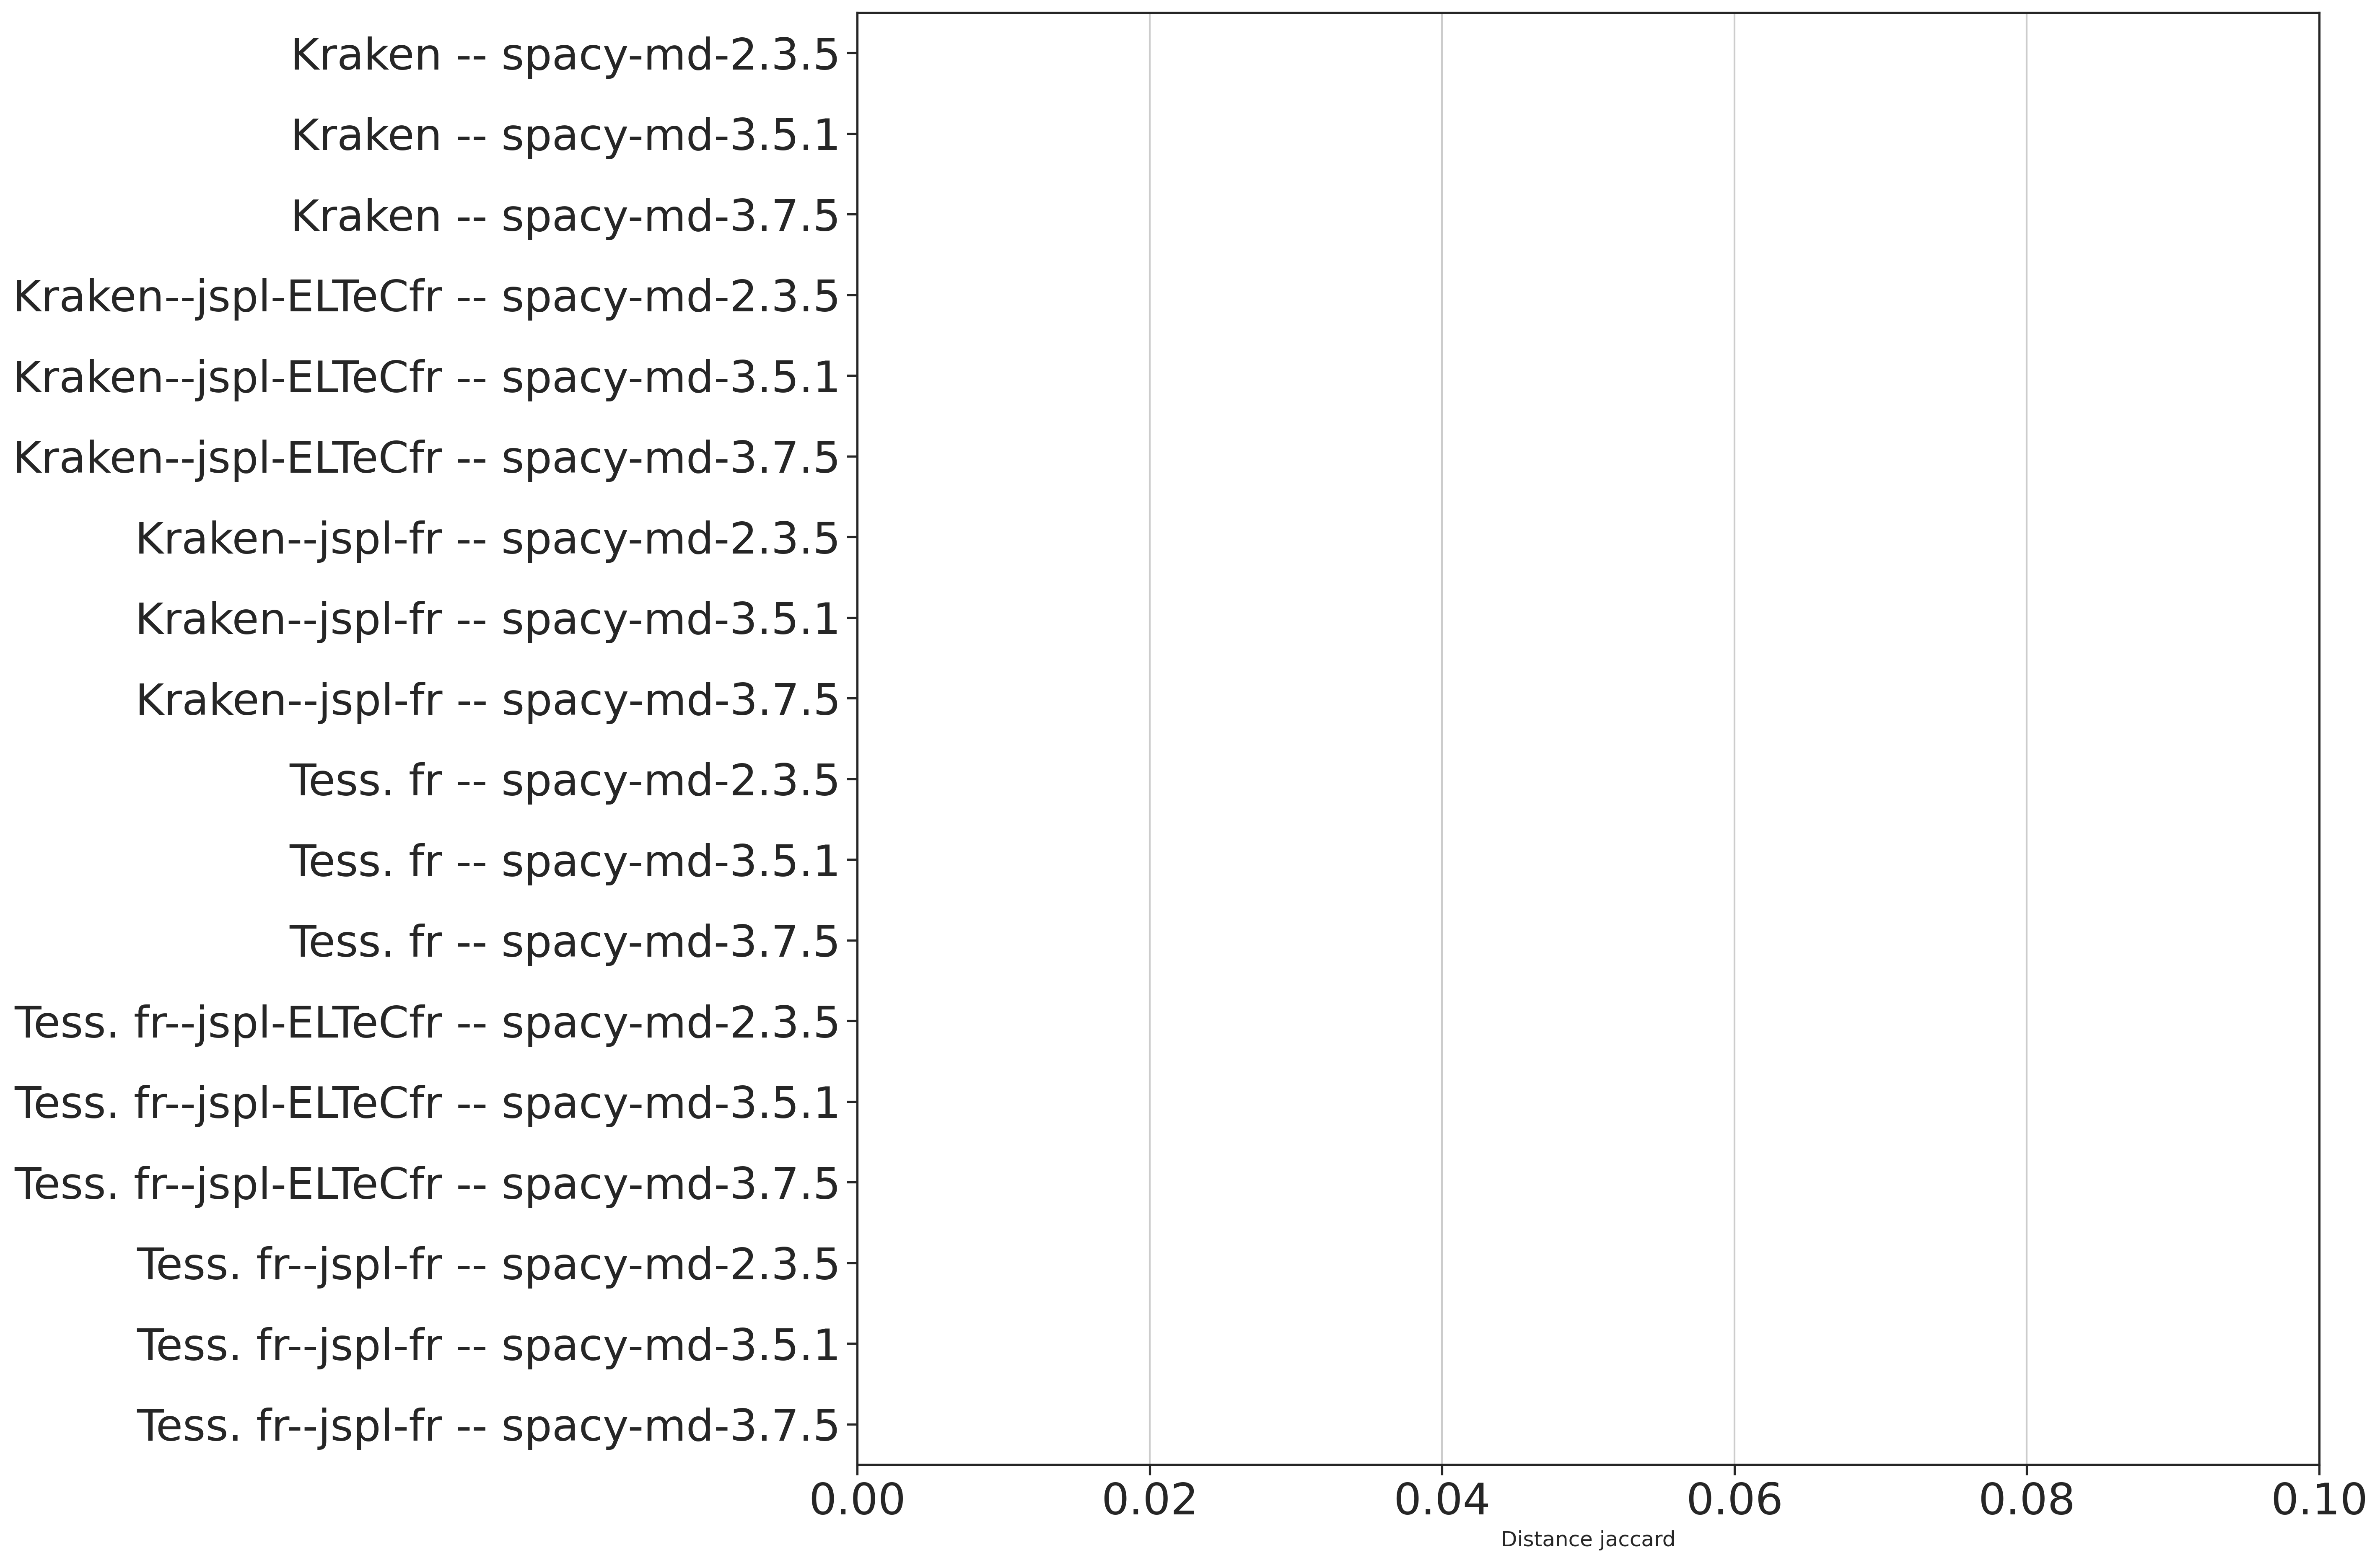 Kraken -- spacy-md-2.3.5
Kraken -- spacy-md-3.5.1
Kraken -- spacy-md-3.7.5
Kraken--jspl-ELTeCfr -- spacy-md-2.3.5
Kraken--jspl-ELTeCfr -- spacy-md-3.5.1
Kraken--jspl-ELTeCfr -- spacy-md-3.7.5
Kraken--jspl-fr -- spacy-md-2.3.5
Kraken--jspl-fr -- spacy-md-3.5.1
Kraken--jspl-fr -- spacy-md-3.7.5
Tess. fr -- spacy-md-2.3.5
Tess. fr -- spacy-md-3.5.1
Tess. fr -- spacy-md-3.7.5
Tess. fr--jspl-ELTeCfr -- spacy-md-2.3.5
Tess. fr--jspl-ELTeCfr -- spacy-md-3.5.1
Tess. fr--jspl-ELTeCfr -- spacy-md-3.7.5
Tess. fr--jspl-fr -- spacy-md-2.3.5
Tess. fr--jspl-fr -- spacy-md-3.5.1
Tess. fr--jspl-fr -- spacy-md-3.7.5
0.00 0.02 0.04 0.06 0.08 0.10
Distance jaccard